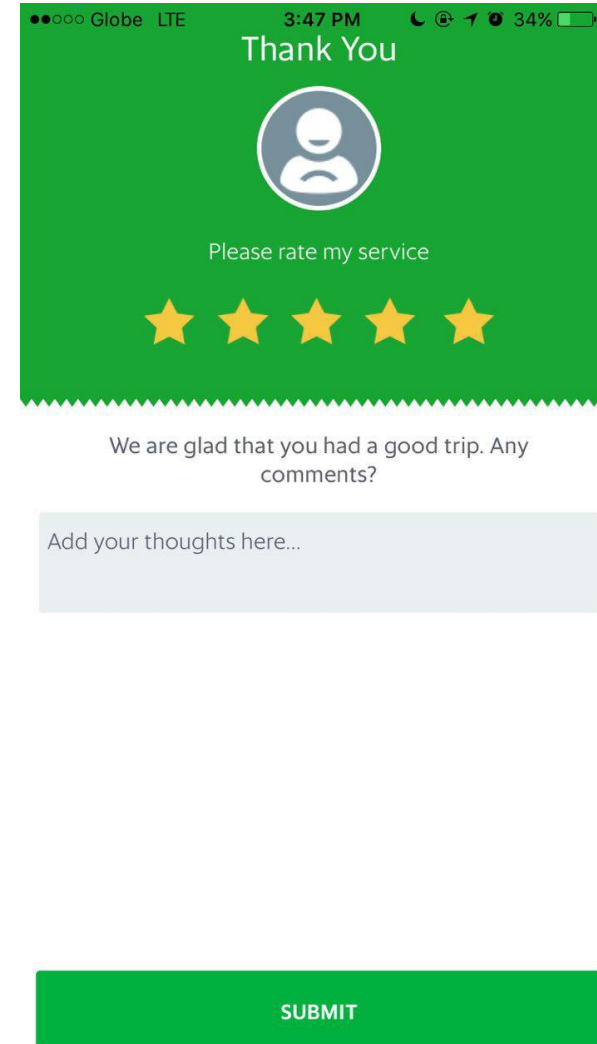 Globe LTE 3:47 PM 34%
Thank You
Please rate my service
We are glad that you had a good trip. Any
comments?
Add your thoughts here...
SUBMIT